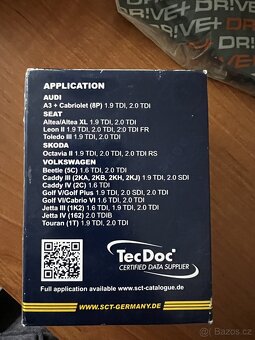 DRIVE+
DRIVE+
DRIVE+
APPLICATION
AUDI
A3 + Cabriolet (8P) 1.9 TDI, 2.0 TDI
SEAT
Altea/Altea XL 1.9 TDI, 2.0 TDI
Leon II 1.9 TDI, 2.0 TDI, 2.0 TDI FR
Toledo III 1.9 TDI, 2.0 TDI
SKODA
Octavia II 1.9 TDI, 2.0 TDI, 2.0 TDI RS
VOLKSWAGEN
Beetle (5C) 1.6 TDI, 2.0 TDI
Caddy III (2KA, 2KB, 2KH, 2KJ) 1.9 TDI, 2.0 SDI
Caddy IV (2C) 1.6 TDI
Golf V/Golf Plus 1.9 TDI, 2.0 SDI, 2.0 TDI
Golf VI/Cabrio VI 1.6 TDI, 2.0 TDI
Jetta III (1K2) 1.6 TDI, 1.9 TDI, 2.0 TDI
Jetta IV (162) 2.0 TDiB
Touran (1T) 1.9 TDI, 2.0 TDI
TecDoc
CERTIFIED DATA SUPPLIER
Full application available www.sct-catalogue.de
WWW.SCT-GERMANY.DE
Bazoš.cz